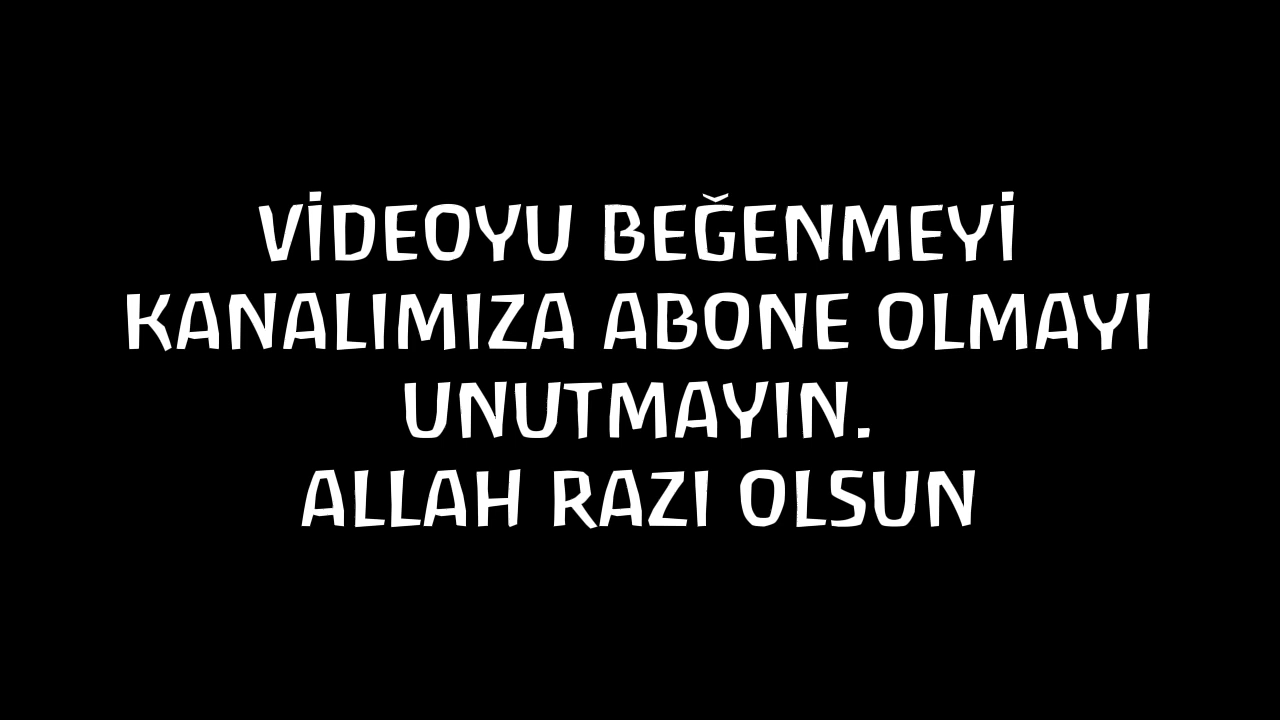 VİDEOYU BEĞENMEYİ
KANALIMIZA ABONE OLMAYI
UNUTMAYIN.
ALLAH RAZI OLSUN